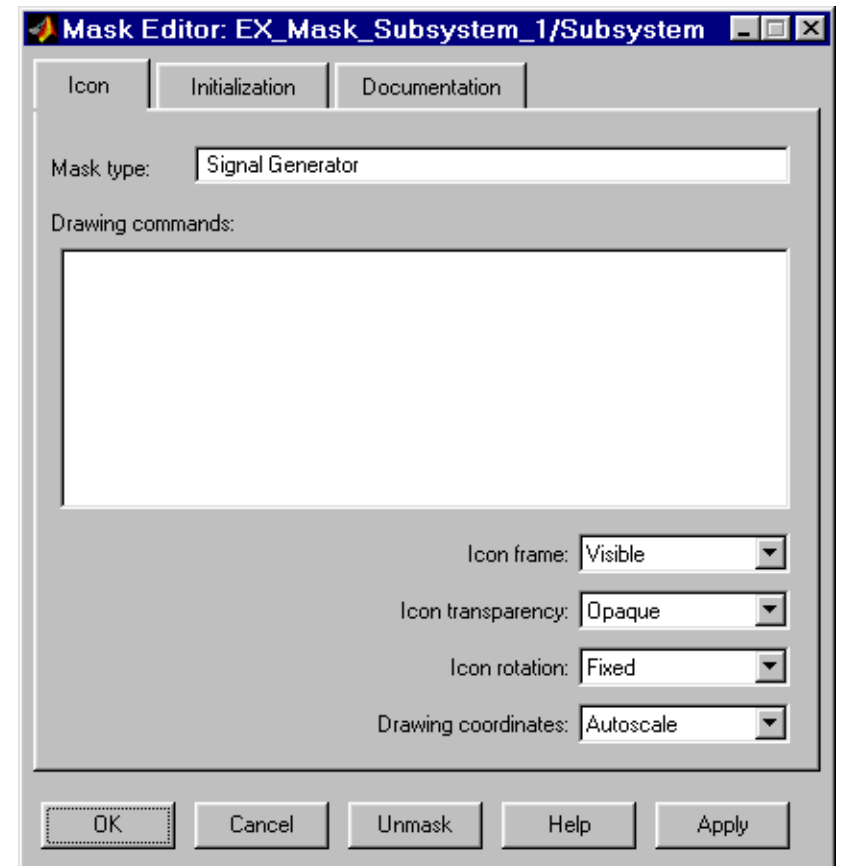 Mask Editor: EX_Mask_Subsystem_1/Subsystem
Icon Initialization Documentation
Mask type: Signal Generator
Drawing commands:
Icon frame: Visible
Icon transparency: Opaque
Icon rotation: Fixed
Drawing coordinates: Autoscale
OK Cancel Unmask Help Apply